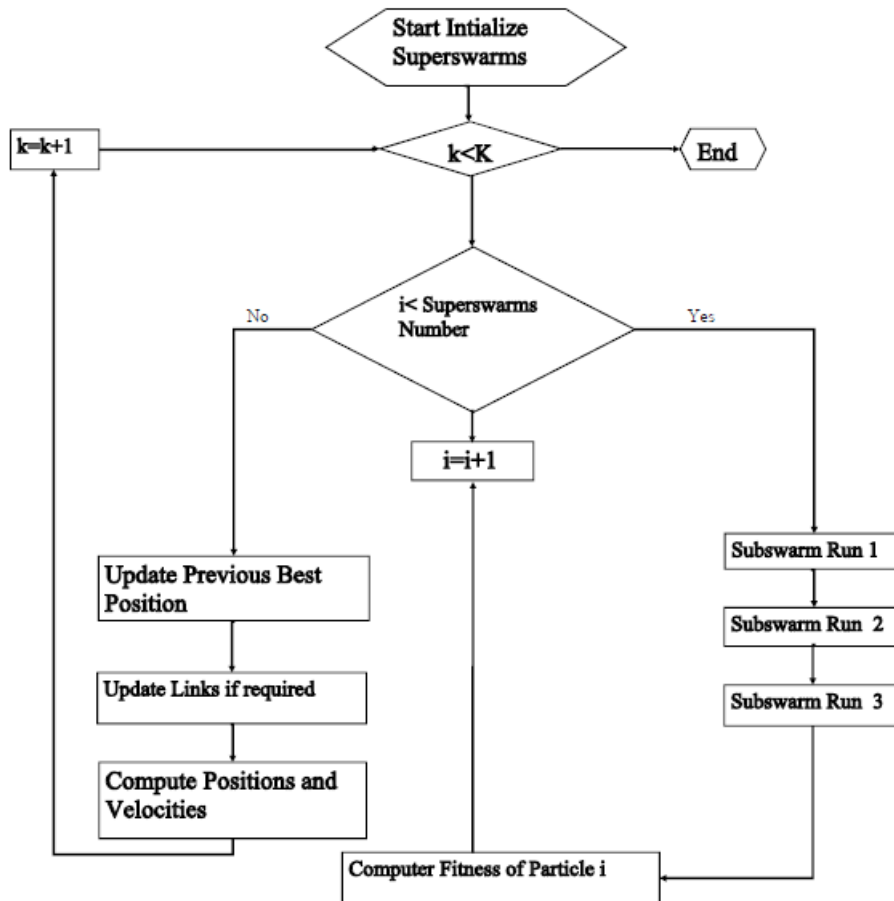 Start Intialize
Superswarms
k=k+1
k<K
End
i< Superswarms
Number
No
Yes
i=i+1
Update Previous Best
Position
Subswarm Run 1
Subswarm Run 2
Update Links if required
Subswarm Run 3
Compute Positions and
Velocities
Computer Fitness of Particle i